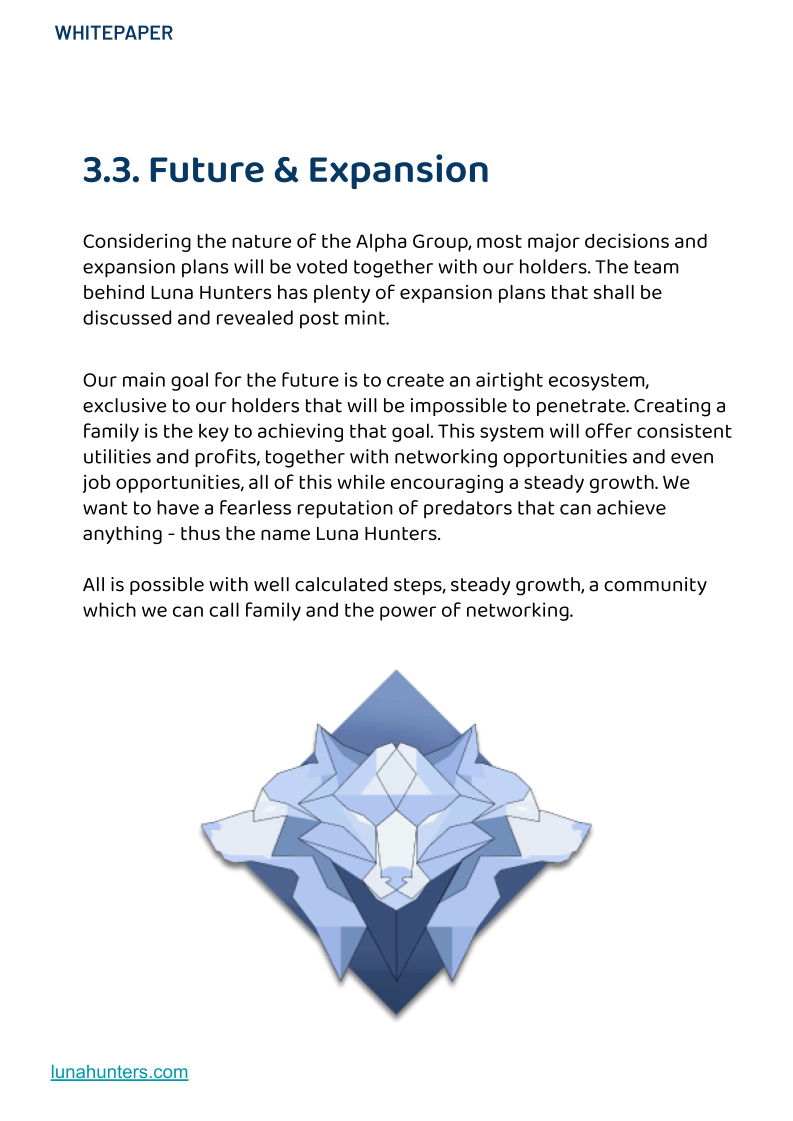 WHITEPAPER
3.3. Future & Expansion
Considering the nature of the Alpha Group, most major decisions and
expansion plans will be voted together with our holders. The team
behind Luna Hunters has plenty of expansion plans that shall be
discussed and revealed post mint.
Our main goal for the future is to create an airtight ecosystem,
exclusive to our holders that will be impossible to penetrate. Creating a
family is the key to achieving that goal. This system will offer consistent
utilities and profits, together with networking opportunities and even
job opportunities, all of this while encouraging a steady growth. We
want to have a fearless reputation of predators that can achieve
anything - thus the name Luna Hunters.
All is possible with well calculated steps, steady growth, a community
which we can call family and the power of networking.
lunahunters.com